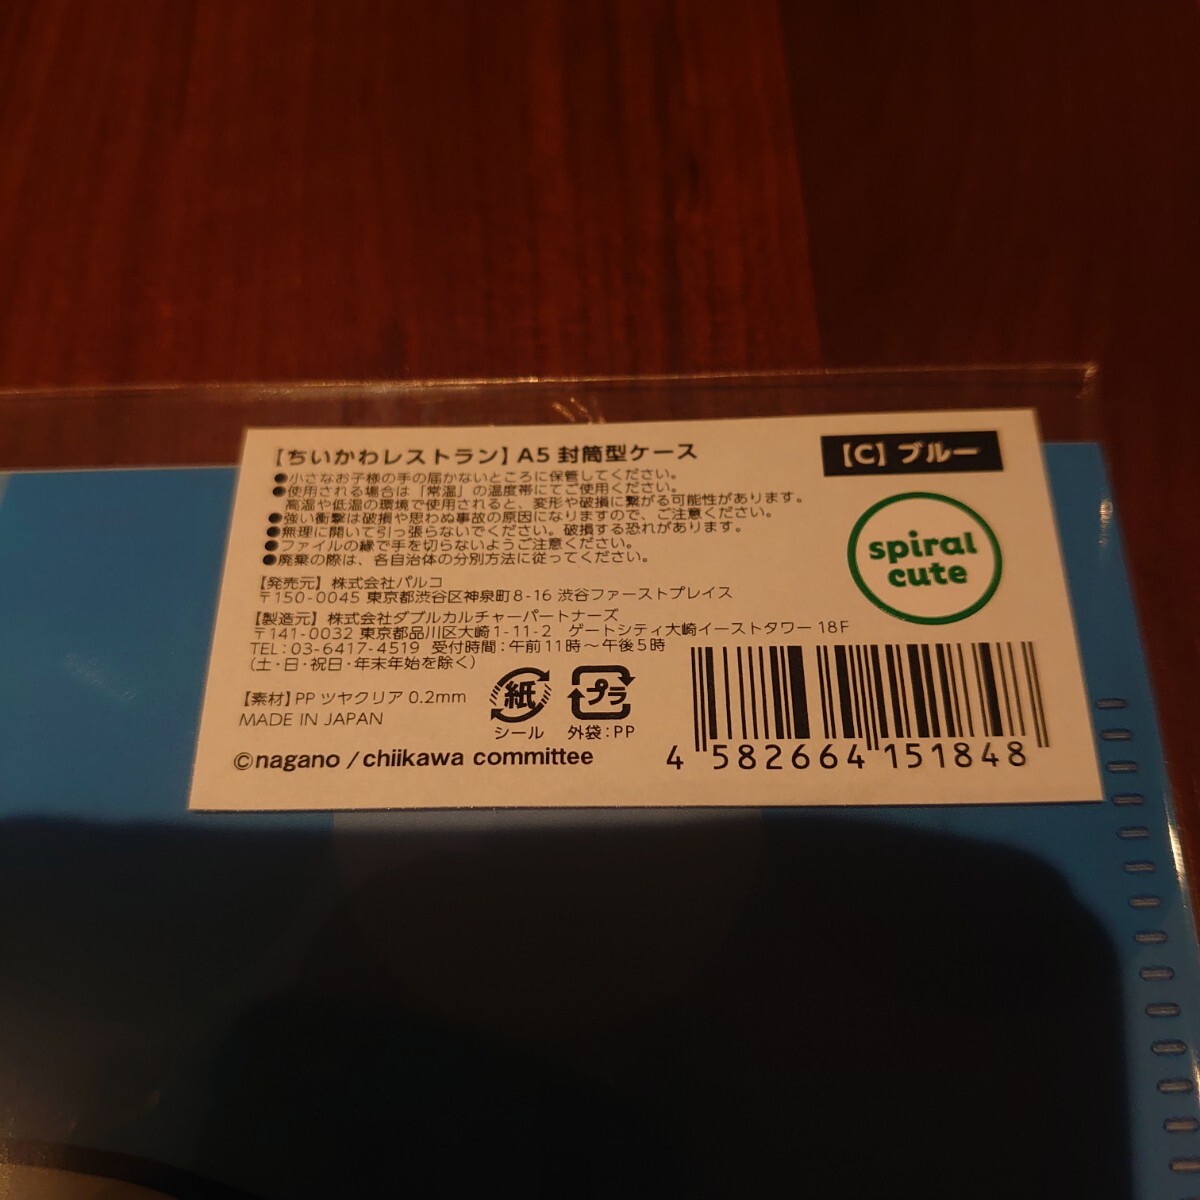 【ちいかわレストラン】A5 封筒型ケース
【C】ブルー
●小さなお子様の手の届かないところに保管してください。
●使用される場合は「常温」の温度帯にてご使用ください。
高温や低温の環境で使用されると、変形や破損に繋がる可能性があります。
●強い衝撃は破損や思わぬ事故の原因になりますので、ご注意ください。
●無理に開いて引っ張らないでください。破損する恐れがあります。
●ファイルの縁で手を切らないようご注意ください。
●廃棄の際は、各自治体の分別方法に従ってください。
spiral
cute
【発売元】株式会社パルコ
〒150-0045 東京都渋谷区神泉町8-16 渋谷ファーストプレイス
【製造元】株式会社ダブルカルチャーパートナーズ
〒141-0032 東京都品川区大崎1-11-2 ゲートシティ大崎イーストタワー 18F
TEL：03-6417-4519 受付時間：午前11時～午後5時
（土・日・祝日・年末年始を除く）
【素材】PP ツヤクリア 0.2mm
MADE IN JAPAN
紙
シール
プラ
外袋：PP
©nagano / chiikawa committee
4 582664 151848